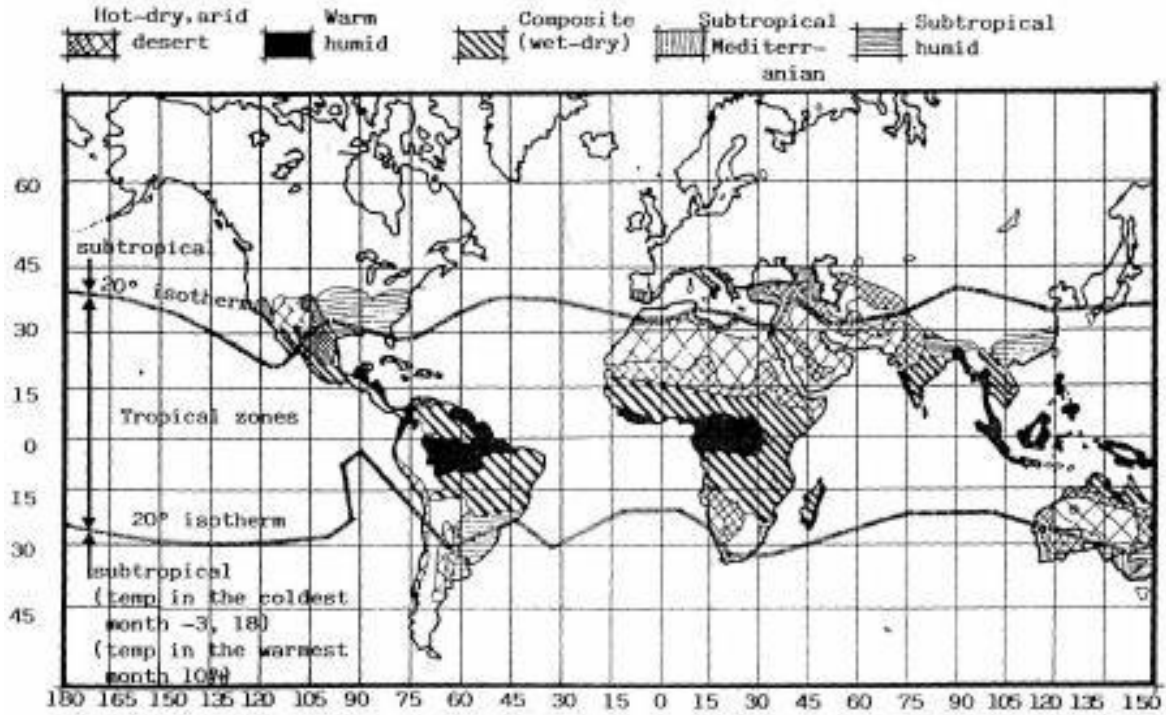 Hot-dry, arid
desert
Warm
humid
Composite
(wet-dry)
Subtropical
Mediterr-
anian
Subtropical
humid
60
45
30
15
0
15
30
45
subtropical
20° isotherm
Tropical zones
20° isotherm
subtropical
(temp in the coldest
month -3, 18)
(temp in the warmest
month
180 165 150 135 120 105 90 75 60 45 30 15 0 15 30 45 60 75 90 105 120 135 150